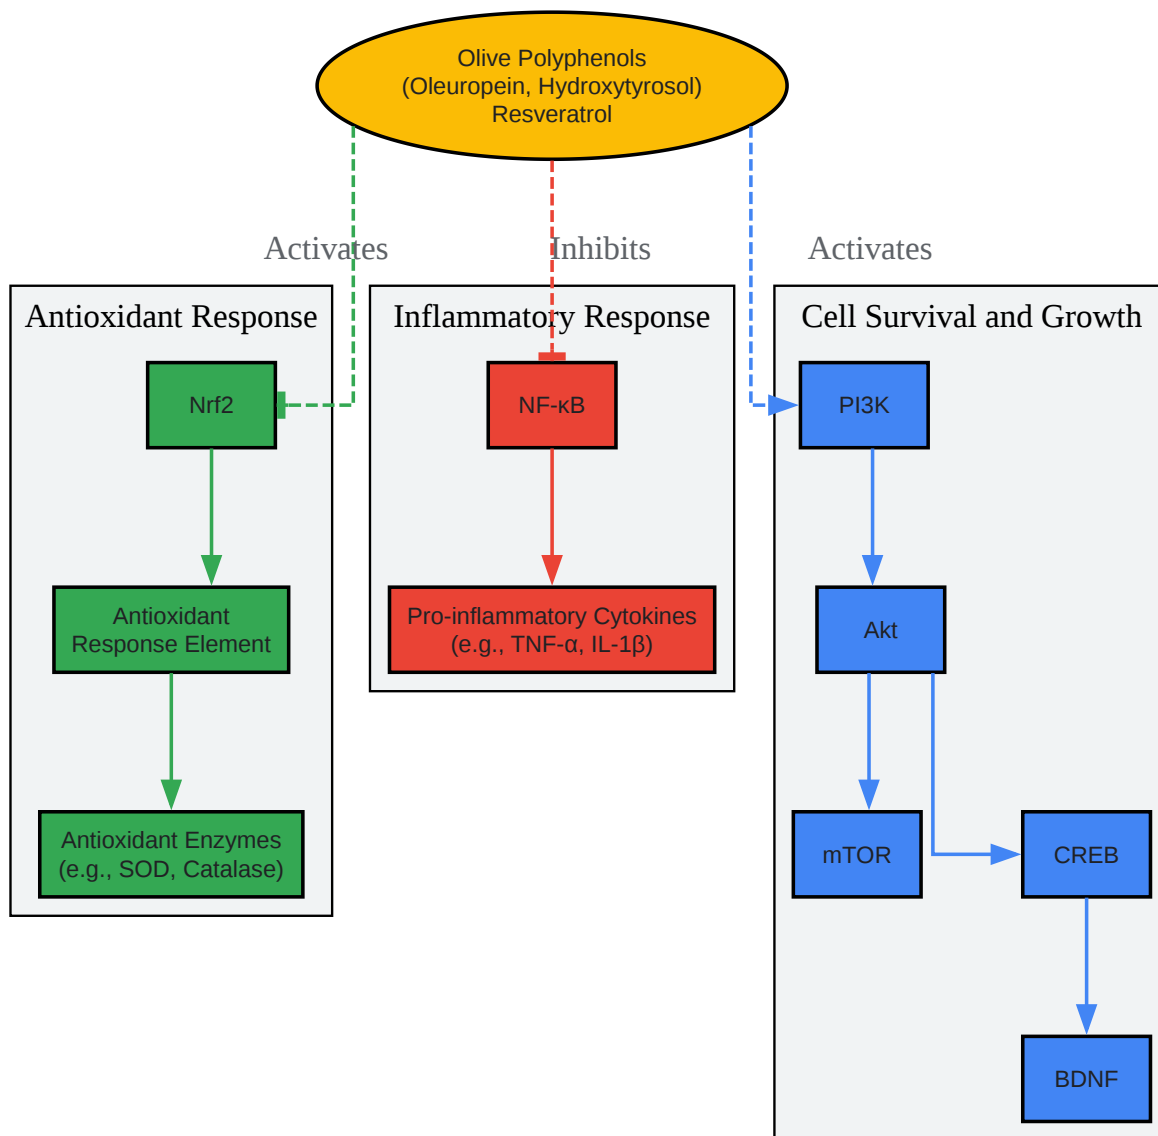 Olive Polyphenols
(Oleuropein, Hydroxytyrosol)
Resveratrol
Activates
Inhibits
Activates
Antioxidant Response
Inflammatory Response
Cell Survival and Growth
Nrf2
NF-κB
PI3K
Antioxidant
Response Element
Pro-inflammatory Cytokines
(e.g., TNF-α, IL-1β)
Akt
Antioxidant Enzymes
(e.g., SOD, Catalase)
mTOR
CREB
BDNF